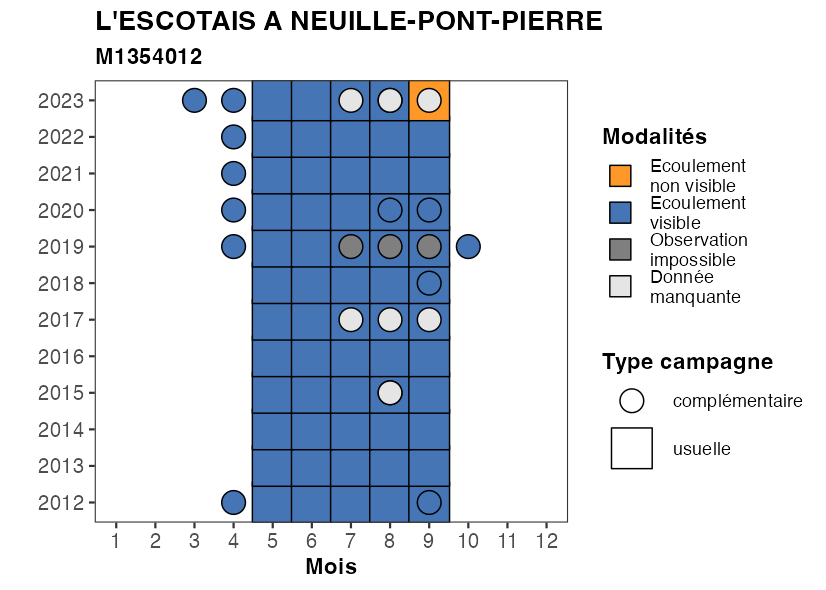 L'ESCOTAIS A NEUILLE-PONT-PIERRE
M1354012
2023
2022
2021
2020
2019
2018
2017
2016
2015
2014
2013
2012
1 2 3 4 5 6 7 8 9 10 11 12
Mois
Modalités
Ecoulement
non visible
Ecoulement
visible
Observation
impossible
Donnée
manquante
Type campagne
complémentaire
usuelle